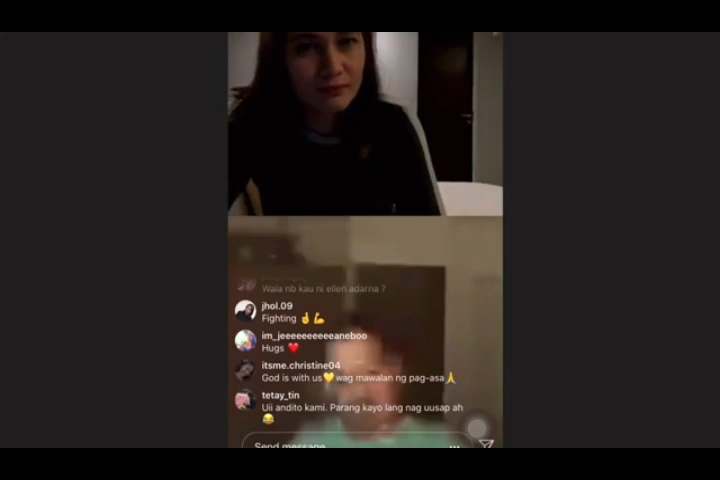 Wala nb kau ni ellen adarna ?
jhol.09
Fighting ✌️💪
im_jeeeeeeeeeeaneboo
Hugs ❤️
itsme.christine04
God is with us💛wag mawalan ng pag-asa🙏
tetay_tin
Uii andito kami. Parang kayo lang nag uusap ah
😂
Send message